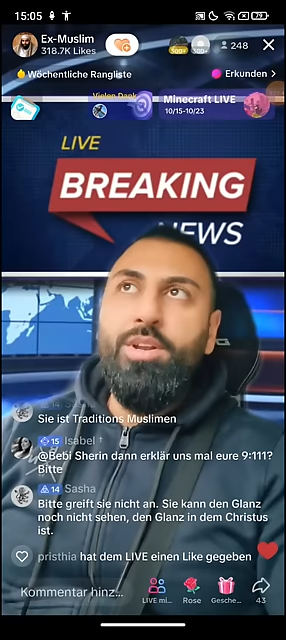 15:05
79
Ex-Muslim
318.7K Likes
500+
500+
248
Wöchentliche Rangliste
Erkunden >
Vielen Dank
Minecraft LIVE
10/15-10/23
LIVE
BREAKING
NEWS
Sie ist Traditions Muslimen
15 Isabel †
@Bebi Sherin dann erklär uns mal eure 9:111?
Bitte
14 Sasha
Bitte greift sie nicht an. Sie kann den Glanz
noch nicht sehen, den Glanz in dem Christus
ist.
pristhia hat dem LIVE einen Like gegeben
Kommentar hinz...
LIVE mi...
Rose
Gesche...
43